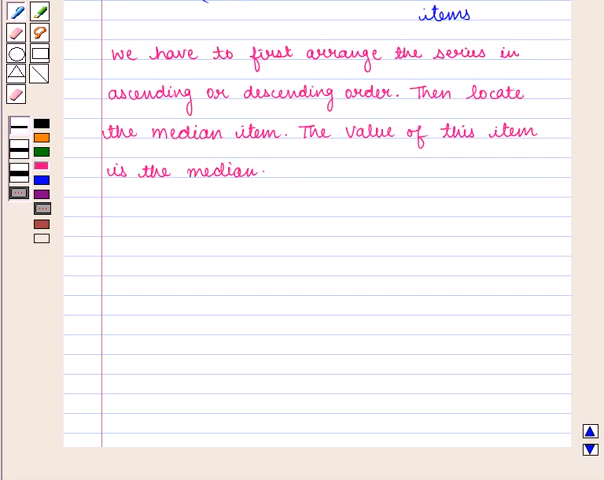 items
we have to first arrange the series in
ascending or descending order. Then locate
the median item. The value of this item
is the median.